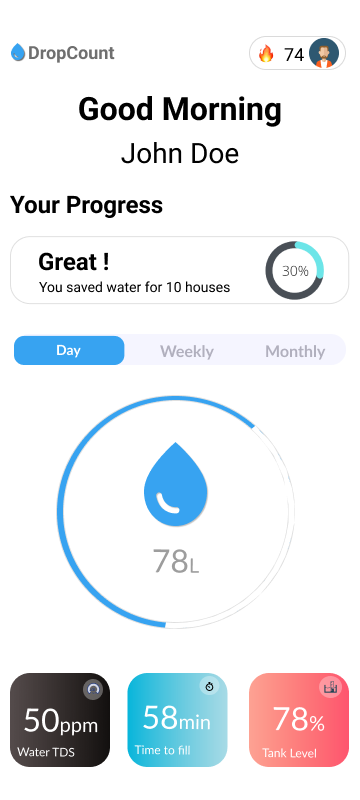 DropCount
74
Good Morning
John Doe
Your Progress
Great !
You saved water for 10 houses
30%
Day Weekly Monthly
78L
50ppm
Water TDS
58min
Time to fill
78%
Tank Level